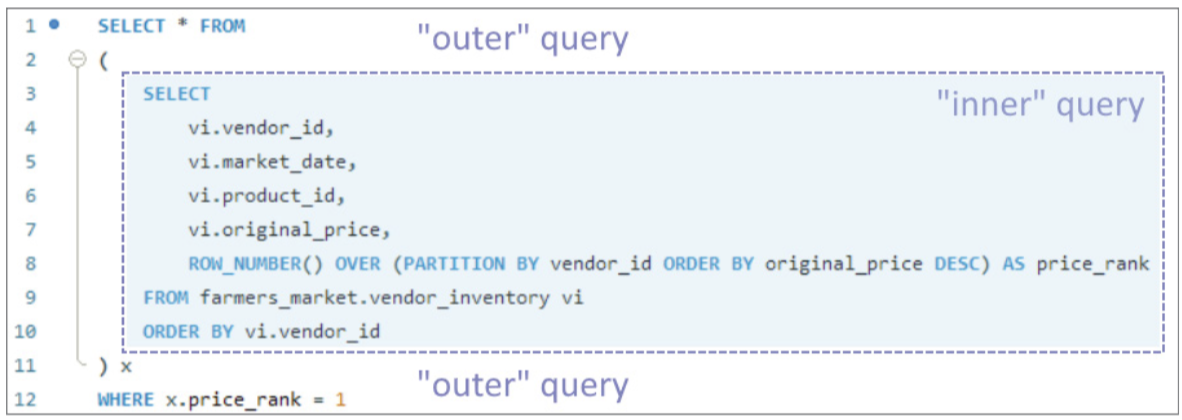 1 SELECT * FROM
"outer" query
2 (
3 SELECT
"inner" query
4 vi.vendor_id,
5 vi.market_date,
6 vi.product_id,
7 vi.original_price,
8 ROW_NUMBER() OVER (PARTITION BY vendor_id ORDER BY original_price DESC) AS price_rank
9 FROM farmers_market.vendor_inventory vi
10 ORDER BY vi.vendor_id
11 ) x
"outer" query
12 WHERE x.price_rank = 1